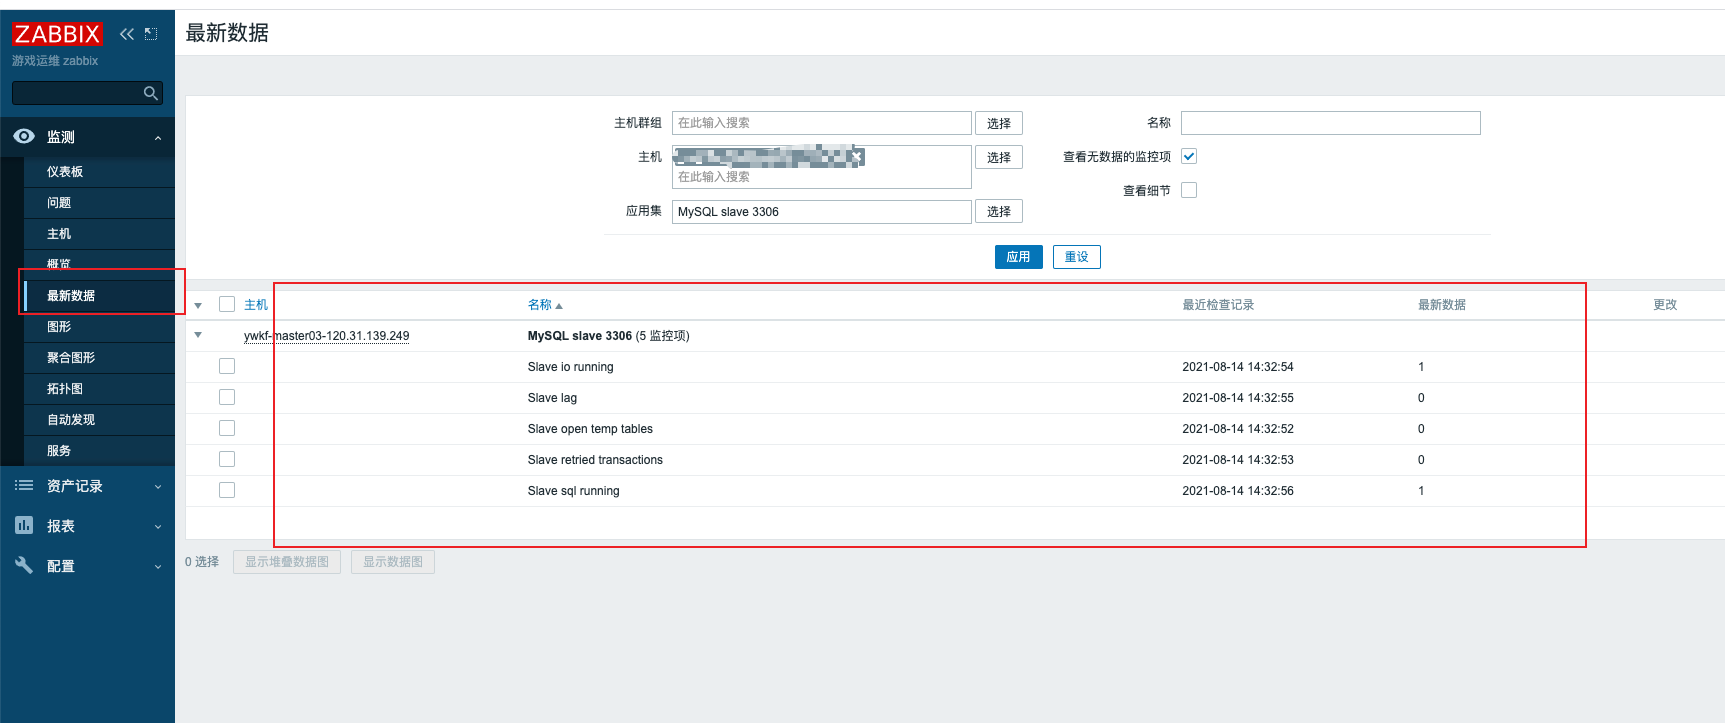 ZABBIX
游戏运维 zabbix
监测
仪表板
问题
主机
概览
最新数据
图形
聚合图形
拓扑图
自动发现
服务
资产记录
报表
配置
最新数据
主机群组 在此输入搜索 选择 名称
主机 在此输入搜索 选择 查看无数据的监控项
查看细节
应用集 MySQL slave 3306 选择
应用 重设
主机 名称 最近检查记录 最新数据 更改
ywkf-master03-120.31.139.249 MySQL slave 3306 (5 监控项)
Slave io running 2021-08-14 14:32:54 1
Slave lag 2021-08-14 14:32:55 0
Slave open temp tables 2021-08-14 14:32:52 0
Slave retried transactions 2021-08-14 14:32:53 0
Slave sql running 2021-08-14 14:32:56 1
0 选择 显示堆叠数据图 显示数据图